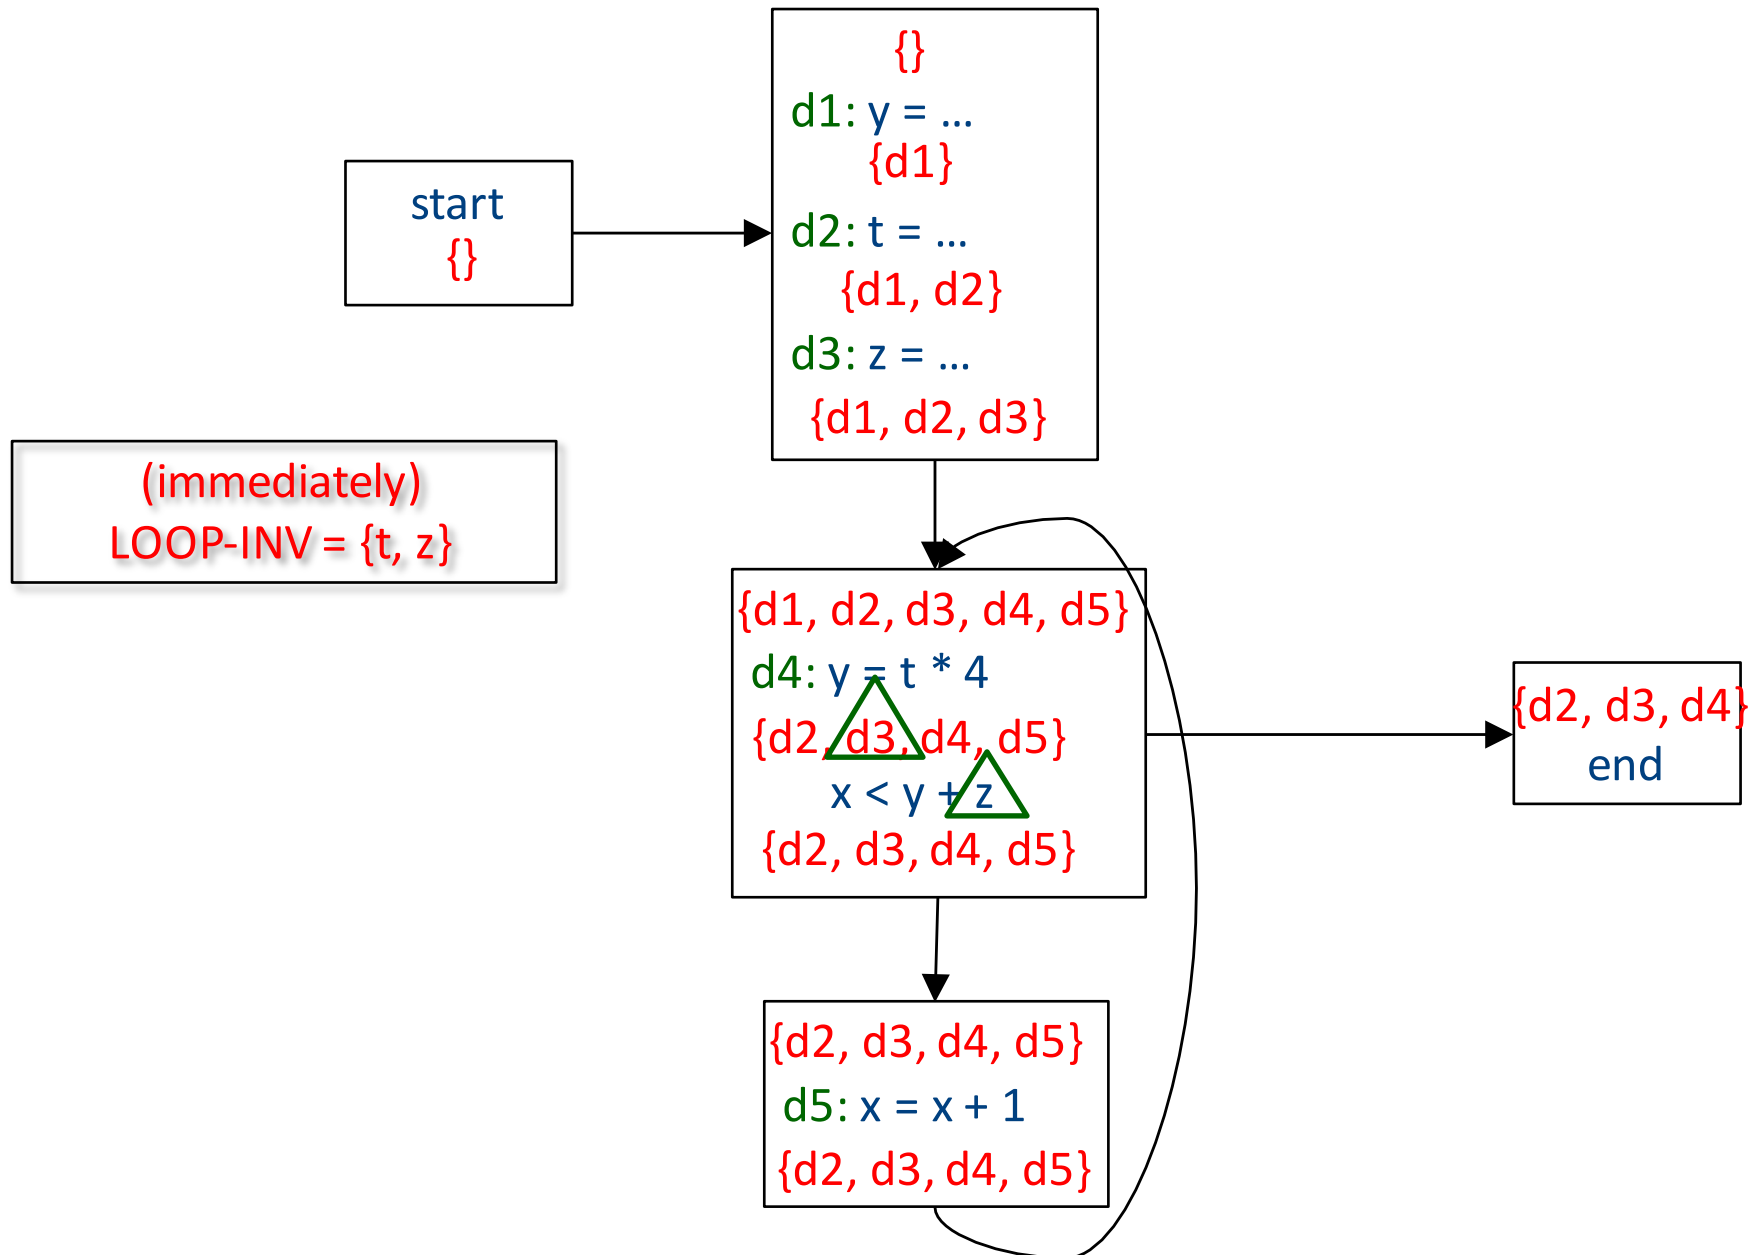 start
{}
{}
d1: y = ...
{d1}
d2: t = ...
{d1, d2}
d3: z = ...
{d1, d2, d3}
(immediately)
LOOP-INV = {t, z}
{d1, d2, d3, d4, d5}
d4: y = t * 4
{d2, d3, d4, d5}
x < y + z
{d2, d3, d4, d5}
{d2, d3, d4}
end
{d2, d3, d4, d5}
d5: x = x + 1
{d2, d3, d4, d5}